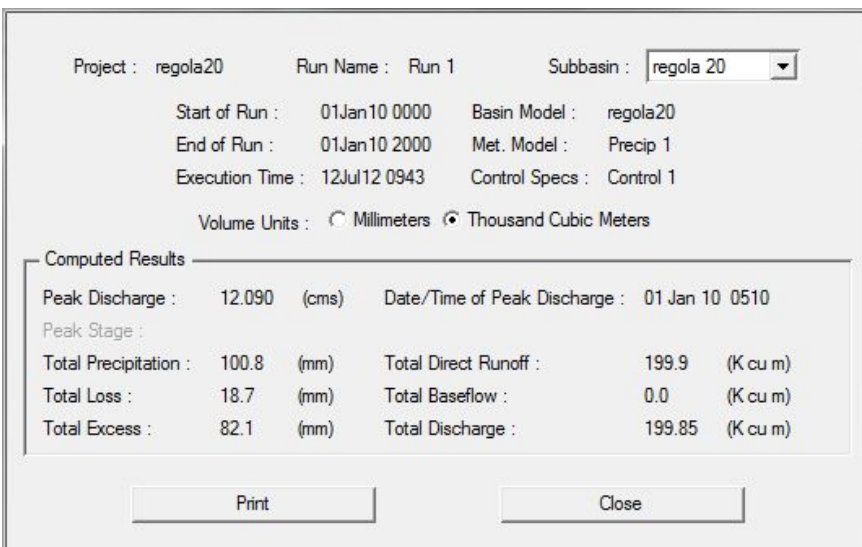 Project : regola20 Run Name : Run 1 Subbasin : regola 20
Start of Run : 01Jan10 0000 Basin Model : regola20
End of Run : 01Jan10 2000 Met. Model : Precip 1
Execution Time : 12Jul12 0943 Control Specs : Control 1
Volume Units : Millimeters Thousand Cubic Meters
Computed Results
Peak Discharge : 12.090 (cms) Date/Time of Peak Discharge : 01 Jan 10 0510
Peak Stage :
Total Precipitation : 100.8 (mm) Total Direct Runoff : 199.9 (K cu m)
Total Loss : 18.7 (mm) Total Baseflow : 0.0 (K cu m)
Total Excess : 82.1 (mm) Total Discharge : 199.85 (K cu m)
Print Close